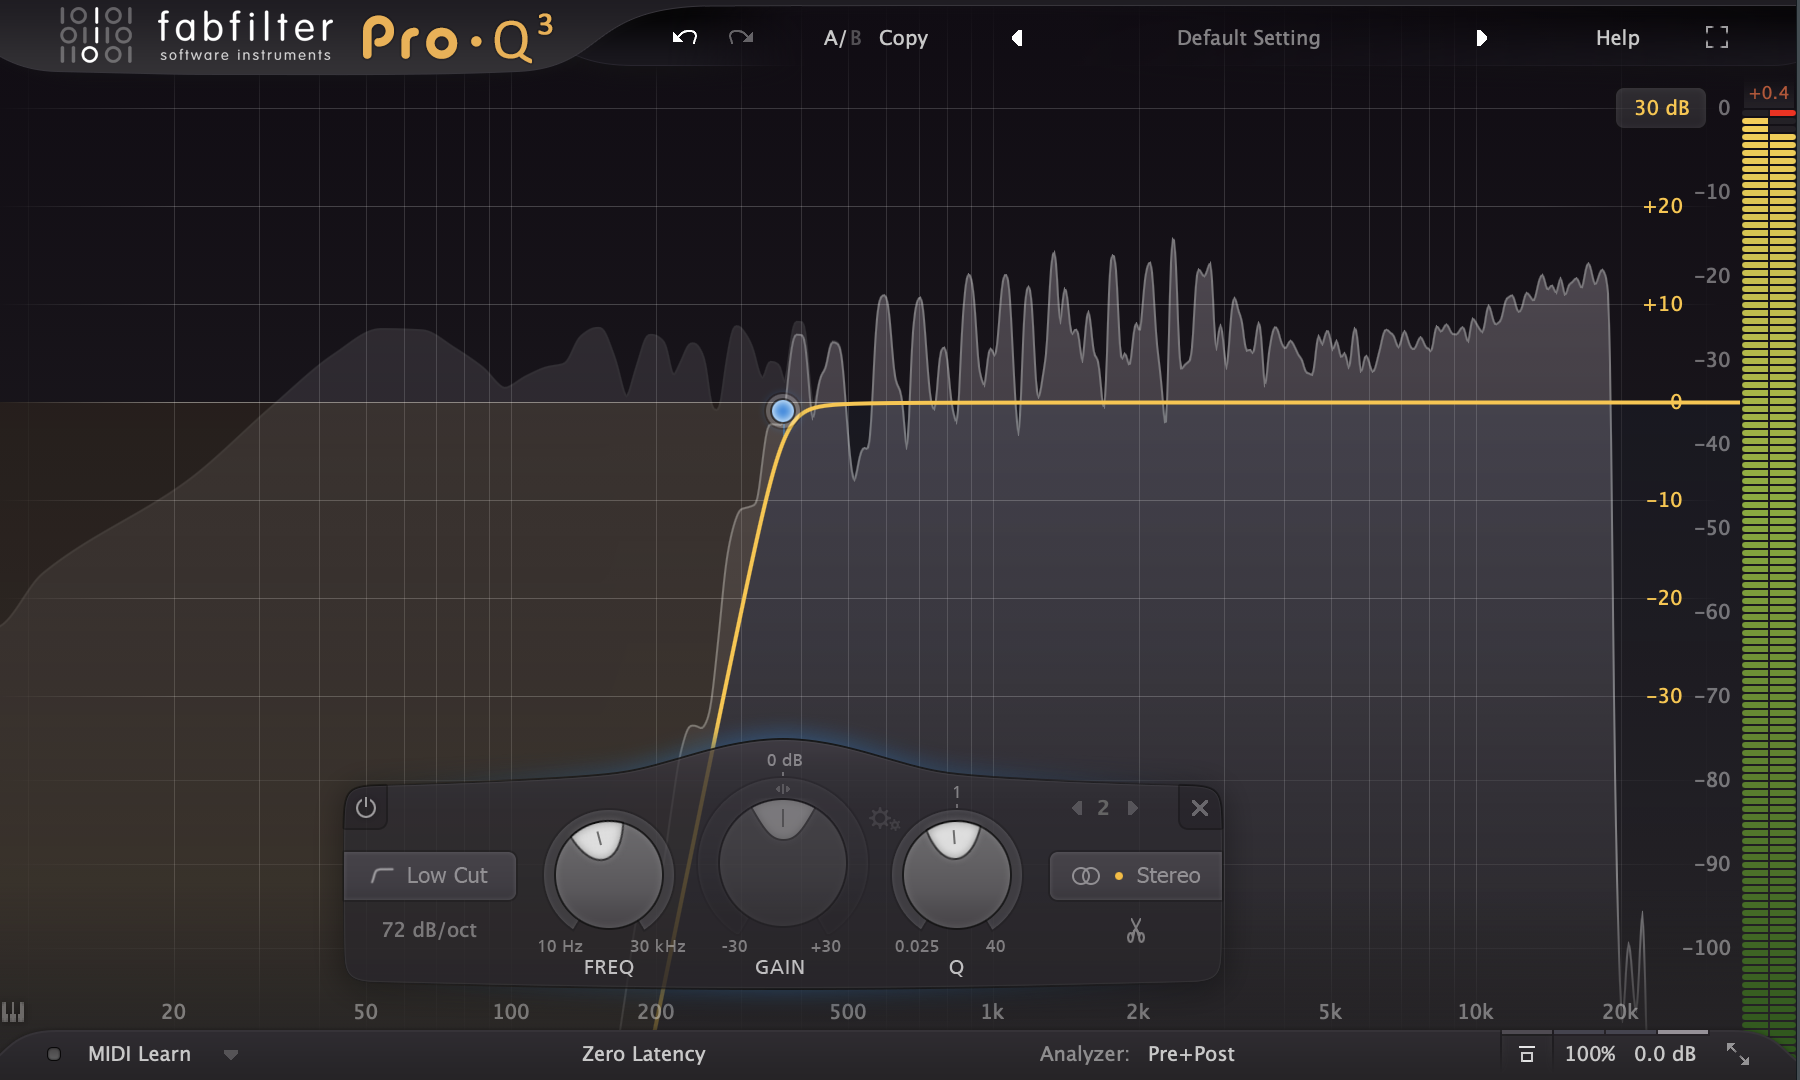 fabfilter
software instruments
Pro·Q3
A/B Copy
Default Setting
Help
30 dB
0
+0.4
-10
+20
-20
+10
-30
0
-40
-10
-50
-20
-60
-30
-70
-80
-90
-100
0 dB
1
2
Low Cut
Stereo
72 dB/oct
10 Hz
30 kHz
-30
+30
0.025
40
FREQ
GAIN
Q
20
50
100
200
500
1k
2k
5k
10k
20k
MIDI Learn
Zero Latency
Analyzer: Pre+Post
100%
0.0 dB